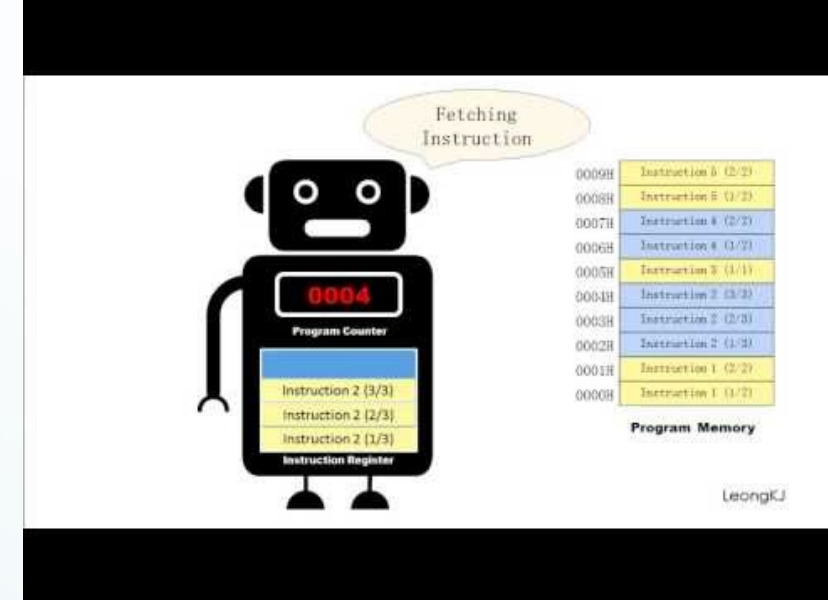 Fetching
Instruction
0004
Program Counter
Instruction 2 (3/3)
Instruction 2 (2/3)
Instruction 2 (1/3)
Instruction Register
0009H Instruction 5 (2/2)
0008H Instruction 5 (1/2)
0007H Instruction 4 (2/2)
0006H Instruction 4 (1/2)
0005H Instruction 3 (1/1)
0004H Instruction 2 (3/3)
0003H Instruction 2 (2/3)
0002H Instruction 2 (1/3)
0001H Instruction 1 (2/2)
0000H Instruction 1 (1/2)
Program Memory
LeongKJ